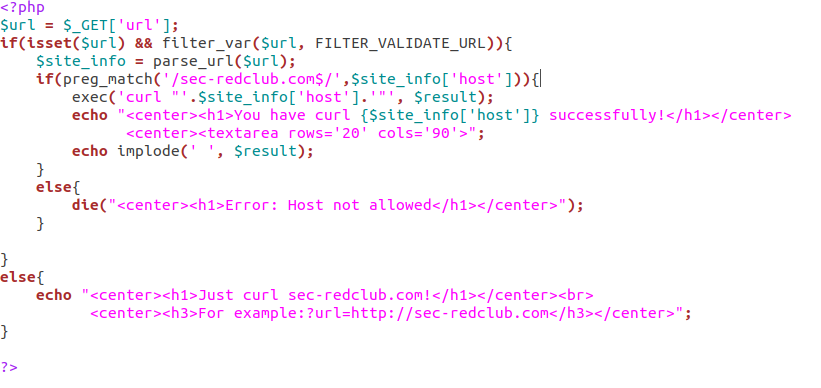 <?php
$url = $_GET['url'];
if(isset($url) && filter_var($url, FILTER_VALIDATE_URL)){
    $site_info = parse_url($url);
    if(preg_match('/sec-redclub.com$/',$site_info['host'])){
        exec('curl "'.$site_info['host'].'"', $result);
        echo "<center><h1>You have curl {$site_info['host']} successfully!</h1></center>
              <center><textarea rows='20' cols='90'>";
        echo implode(' ', $result);
    }
    else{
        die("<center><h1>Error: Host not allowed</h1></center>");
    }

}
else{
    echo "<center><h1>Just curl sec-redclub.com!</h1></center><br>
          <center><h3>For example:?url=http://sec-redclub.com</h3></center>";
}

?>